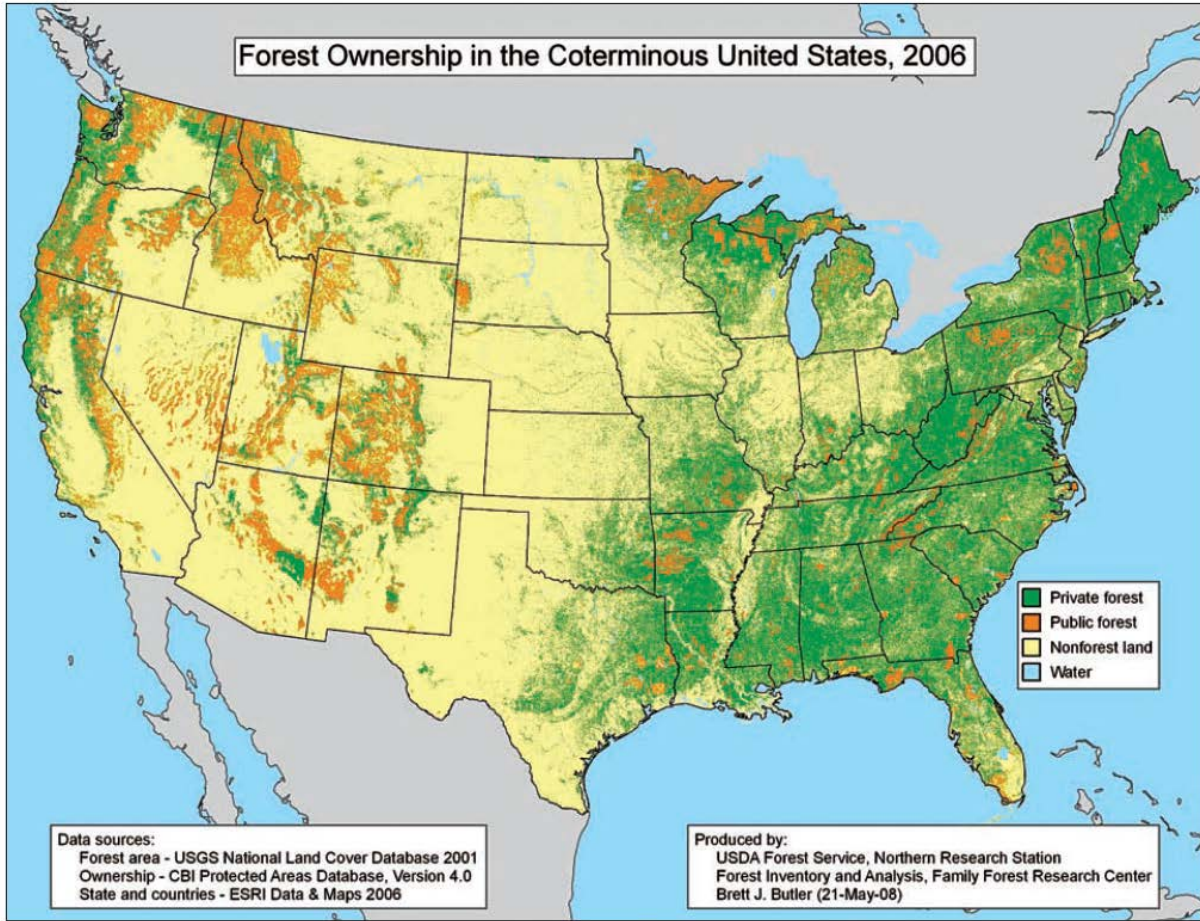 Forest Ownership in the Coterminous United States, 2006
Private forest
Public forest
Nonforest land
Water
Data sources:
Forest area - USGS National Land Cover Database 2001
Ownership - CBI Protected Areas Database, Version 4.0
State and countries - ESRI Data & Maps 2006
Produced by:
USDA Forest Service, Northern Research Station
Forest Inventory and Analysis, Family Forest Research Center
Brett J. Butler (21-May-08)